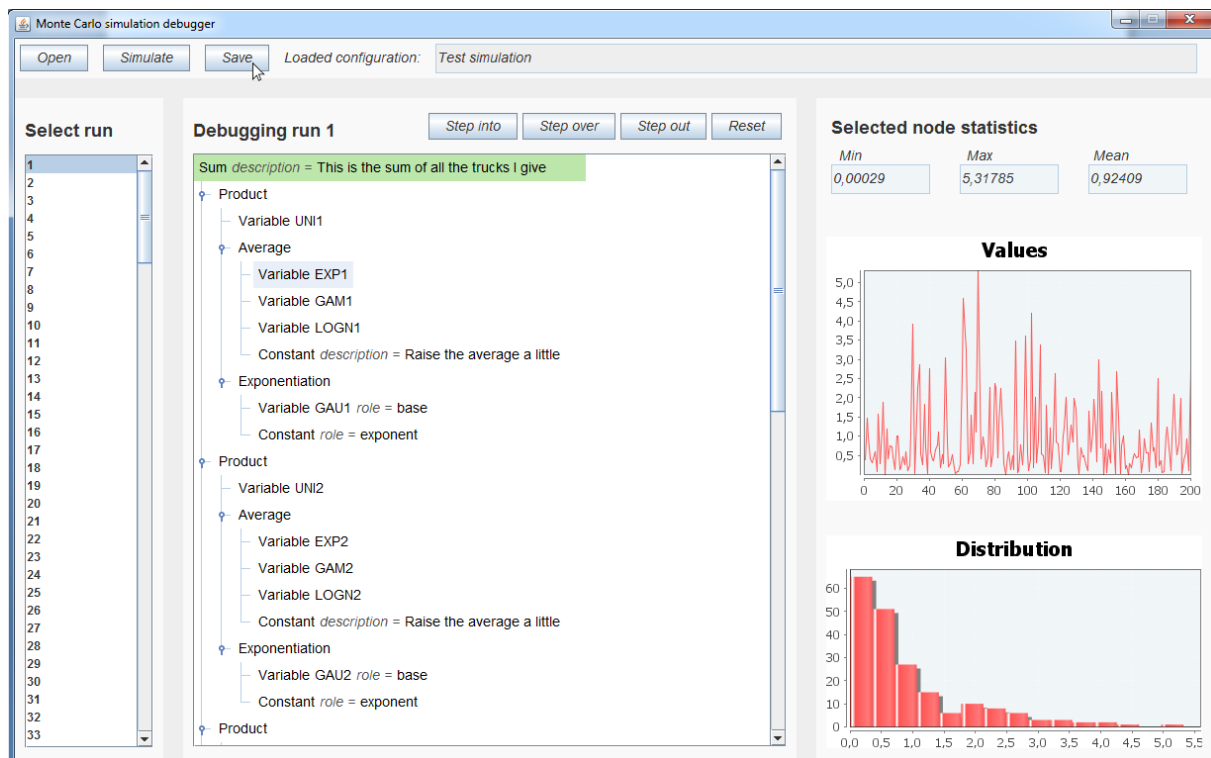 Monte Carlo simulation debugger
Open Simulate Save Loaded configuration: Test simulation
Select run
1
2
3
4
5
6
7
8
9
10
11
12
13
14
15
16
17
18
19
20
21
22
23
24
25
26
27
28
29
30
31
32
33
Debugging run 1 Step into Step over Step out Reset
Sum description = This is the sum of all the trucks I give
Product
Variable UNI1
Average
Variable EXP1
Variable GAM1
Variable LOGN1
Constant description = Raise the average a little
Exponentiation
Variable GAU1 role = base
Constant role = exponent
Product
Variable UNI2
Average
Variable EXP2
Variable GAM2
Variable LOGN2
Constant description = Raise the average a little
Exponentiation
Variable GAU2 role = base
Constant role = exponent
Product
Selected node statistics
Min Max Mean
0,00029 5,31785 0,92409
Values
5,0
4,5
4,0
3,5
3,0
2,5
2,0
1,5
1,0
0,5
0 20 40 60 80 100 120 140 160 180 200
Distribution
60
50
40
30
20
10
0
0,0 0,5 1,0 1,5 2,0 2,5 3,0 3,5 4,0 4,5 5,0 5,5